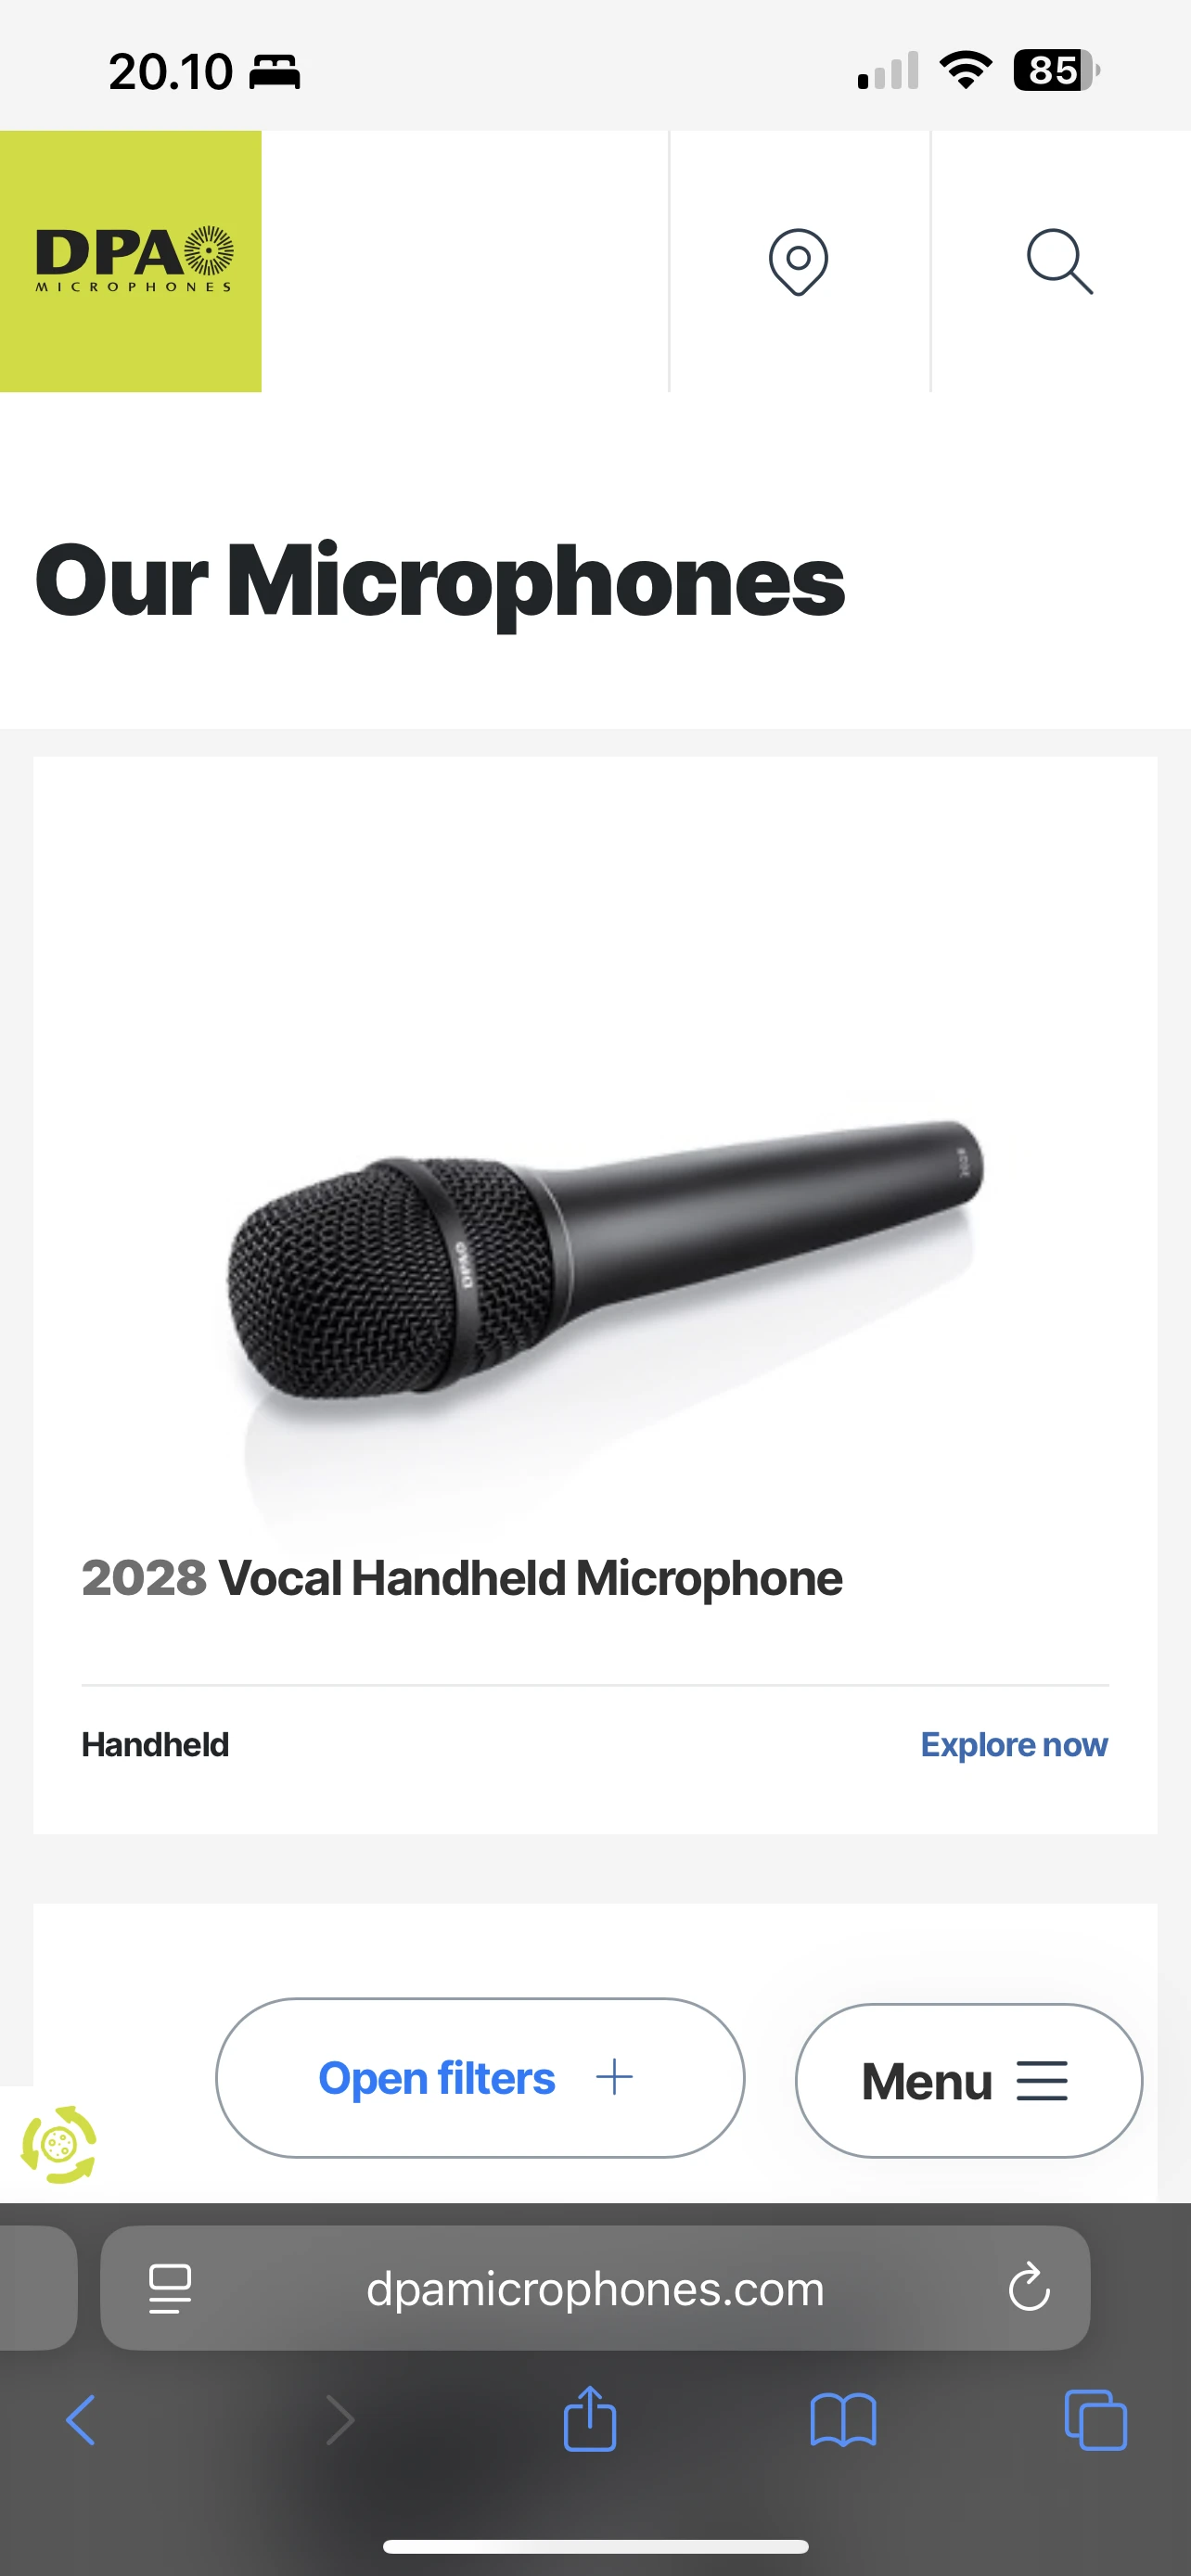 20.10
85
DPA
MICROPHONES
Our Microphones
DPA
2028
2028 Vocal Handheld Microphone
Handheld
Explore now
Open filters
Menu
dpamicrophones.com